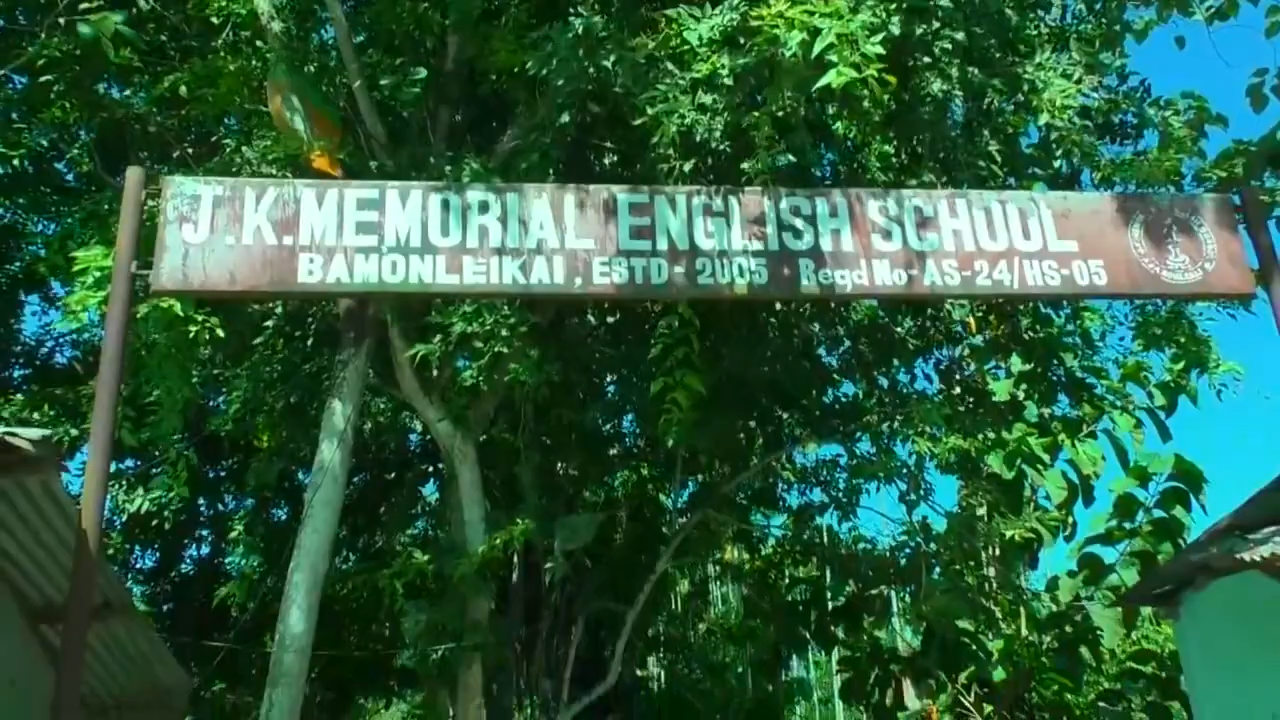 J.K.MEMORIAL ENGLISH SCHOOL
BAMONLEIKAI, ESTD- 2005 Regd No-AS-24/HS-05